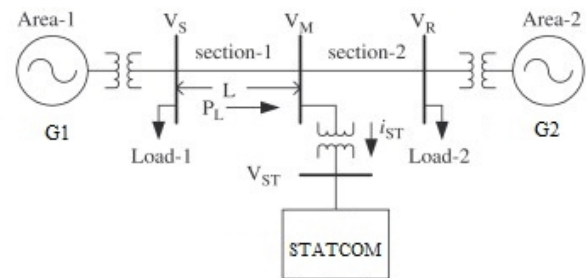 Area-1
V_S
V_M
V_R
Area-2
section-1
section-2
L
P_L
i_ST
G1
G2
Load-1
Load-2
V_ST
STATCOM